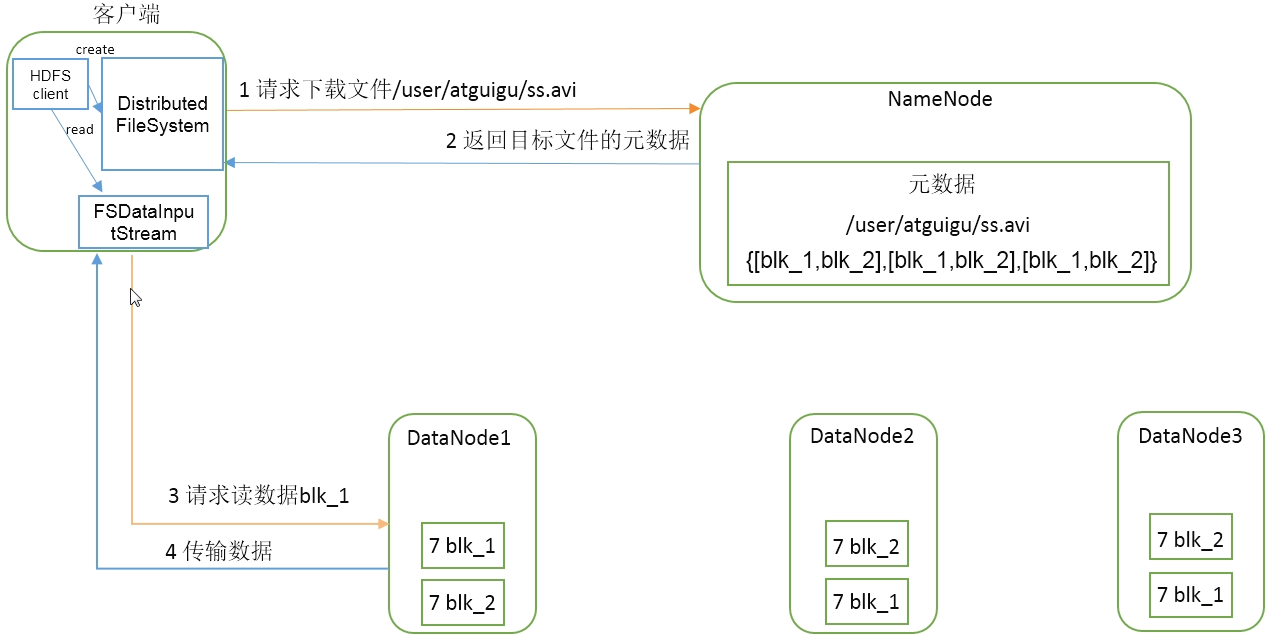 客户端
create
HDFS
client
Distributed
FileSystem
read
FSDataInpu
tStream
1 请求下载文件/user/atguigu/ss.avi
2 返回目标文件的元数据
NameNode
元数据
/user/atguigu/ss.avi
{[blk_1,blk_2],[blk_1,blk_2],[blk_1,blk_2]}
3 请求读数据blk_1
4 传输数据
DataNode1
7 blk_1
7 blk_2
DataNode2
7 blk_2
7 blk_1
DataNode3
7 blk_2
7 blk_1